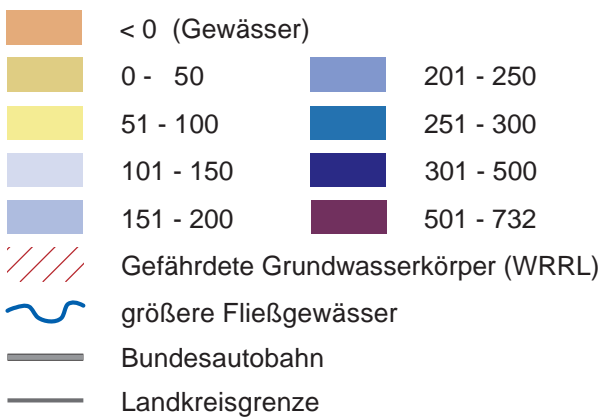 < 0 (Gewässer)
0 - 50
51 - 100
101 - 150
151 - 200
201 - 250
251 - 300
301 - 500
501 - 732
Gefährdete Grundwasserkörper (WRRL)
größere Fließgewässer
Bundesautobahn
Landkreisgrenze